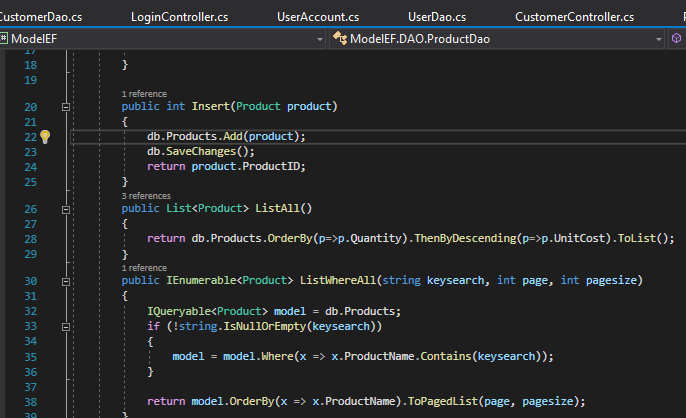 CustomerDao.cs LoginController.cs UserAccount.cs UserDao.cs CustomerController.cs
ModelEF ModelEF.DAO.ProductDao
17
18 }
19
1 reference
20 public int Insert(Product product)
21 {
22 db.Products.Add(product);
23 db.SaveChanges();
24 return product.ProductID;
25 }
3 references
26 public List<Product> ListAll()
27 {
28 return db.Products.OrderBy(p=>p.Quantity).ThenByDescending(p=>p.UnitCost).ToList();
29 }
1 reference
30 public IEnumerable<Product> ListWhereAll(string keysearch, int page, int pagesize)
31 {
32 IQueryable<Product> model = db.Products;
33 if (!string.IsNullOrEmpty(keysearch))
34 {
35 model = model.Where(x => x.ProductName.Contains(keysearch));
36 }
37
38 return model.OrderBy(x => x.ProductName).ToPagedList(page, pagesize);